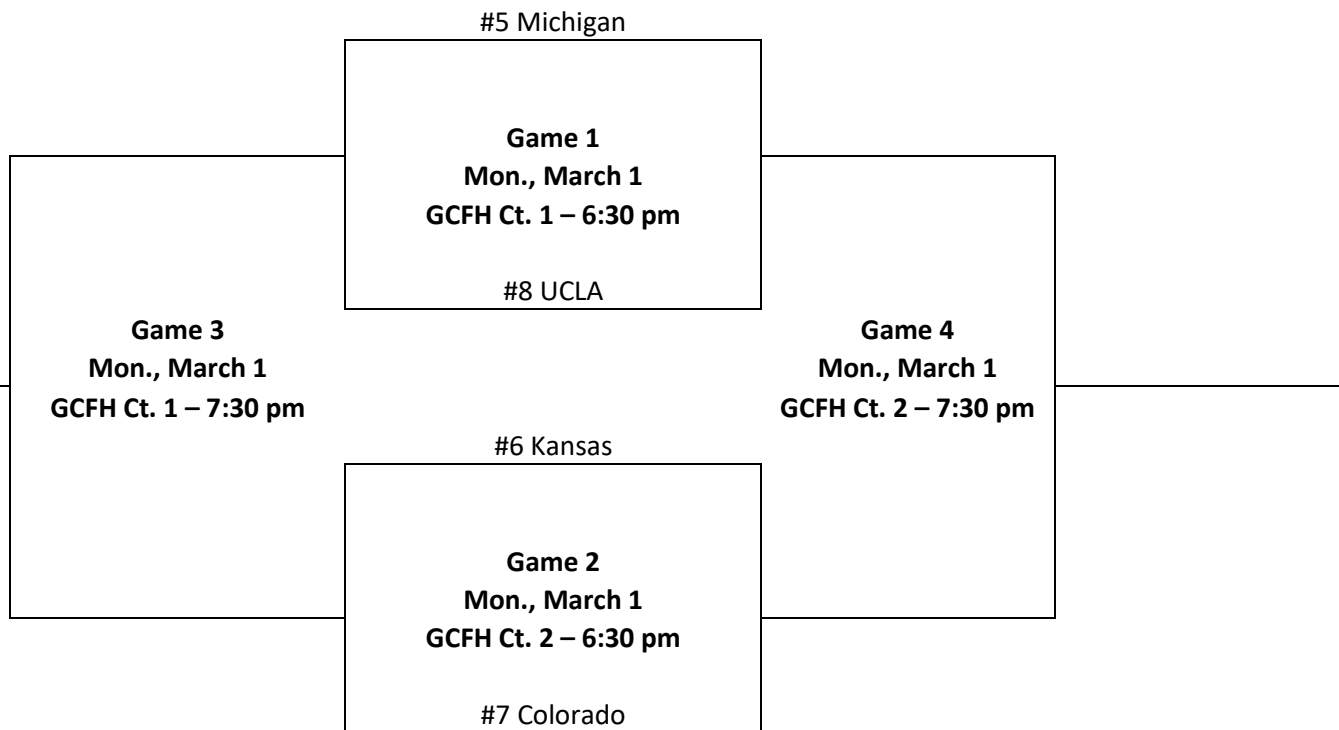 #5 Michigan
Game 1
Mon., March 1
GCFH Ct. 1 – 6:30 pm
#8 UCLA
Game 3
Mon., March 1
GCFH Ct. 1 – 7:30 pm
Game 4
Mon., March 1
GCFH Ct. 2 – 7:30 pm
#6 Kansas
Game 2
Mon., March 1
GCFH Ct. 2 – 6:30 pm
#7 Colorado